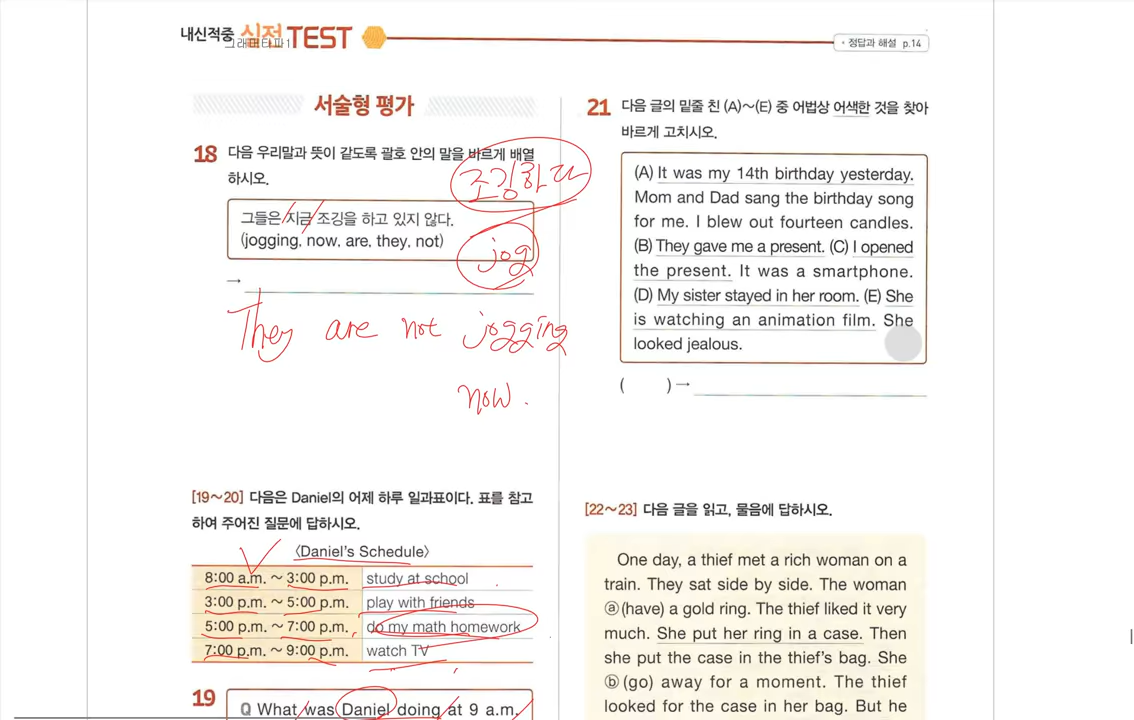 내신적중 실전 TEST
그래머타파1
· 정답과 해설 p.14
서술형 평가
18 다음 우리말과 뜻이 같도록 괄호 안의 말을 바르게 배열
하시오.
조깅하다
그들은 지금 조깅을 하고 있지 않다.
(jogging, now, are, they, not)
jog
→
They are not jogging
now.
[19~20] 다음은 Daniel의 어제 하루 일과표이다. 표를 참고
하여 주어진 질문에 답하시오.
〈Daniel's Schedule〉
8:00 a.m. ~ 3:00 p.m. study at school
3:00 p.m. ~ 5:00 p.m. play with friends
5:00 p.m. ~ 7:00 p.m. do my math homework
7:00 p.m. ~ 9:00 p.m. watch TV
19 Q What was Daniel doing at 9 a.m.
21 다음 글의 밑줄 친 (A)~(E) 중 어법상 어색한 것을 찾아
바르게 고치시오.
(A) It was my 14th birthday yesterday.
Mom and Dad sang the birthday song
for me. I blew out fourteen candles.
(B) They gave me a present. (C) I opened
the present. It was a smartphone.
(D) My sister stayed in her room. (E) She
is watching an animation film. She
looked jealous.
( ) →
[22~23] 다음 글을 읽고, 물음에 답하시오.
One day, a thief met a rich woman on a
train. They sat side by side. The woman
ⓐ (have) a gold ring. The thief liked it very
much. She put her ring in a case. Then
she put the case in the thief's bag. She
ⓑ (go) away for a moment. The thief
looked for the case in her bag. But he